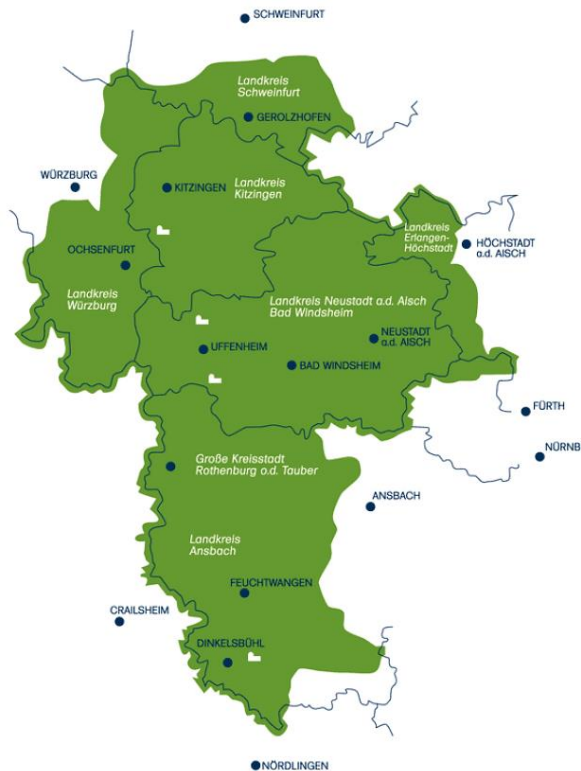 SCHWEINFURT
Landkreis
Schweinfurt
GEROLZHOFEN
WÜRZBURG
KITZINGEN
Landkreis
Kitzingen
Landkreis
Erlangen-
Höchstadt
HÖCHSTADT
a.d. AISCH
OCHSENFURT
Landkreis
Würzburg
Landkreis Neustadt a.d. Aisch
Bad Windsheim
NEUSTADT
a.d. AISCH
UFFENHEIM
BAD WINDSHEIM
FÜRTH
NÜRNB
Große Kreisstadt
Rothenburg o.d. Tauber
ANSBACH
Landkreis
Ansbach
FEUCHTWANGEN
CRAILSHEIM
DINKELSBÜHL
NÖRDLINGEN